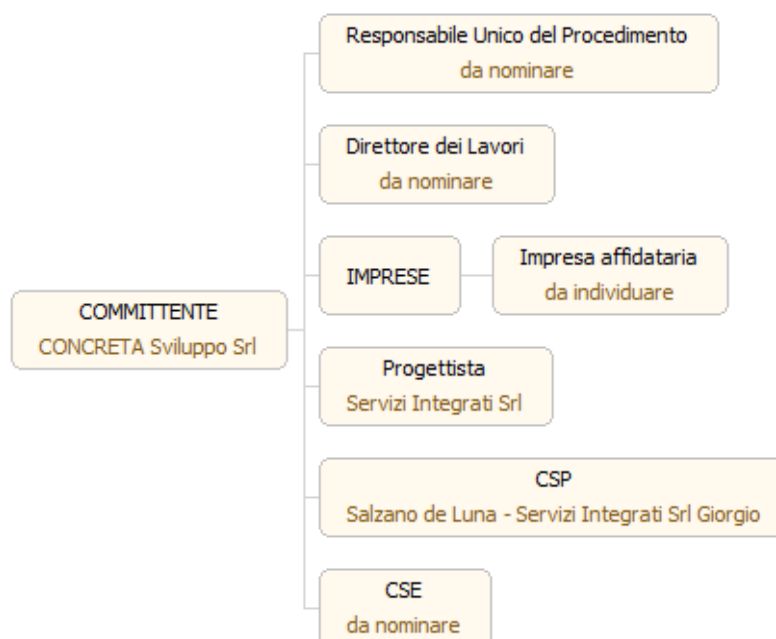 Responsabile Unico del Procedimento
da nominare
Direttore dei Lavori
da nominare
IMPRESE
Impresa affidataria
da individuare
COMMITTENTE
CONCRETA Sviluppo Srl
Progettista
Servizi Integrati Srl
CSP
Salzano de Luna - Servizi Integrati Srl Giorgio
CSE
da nominare